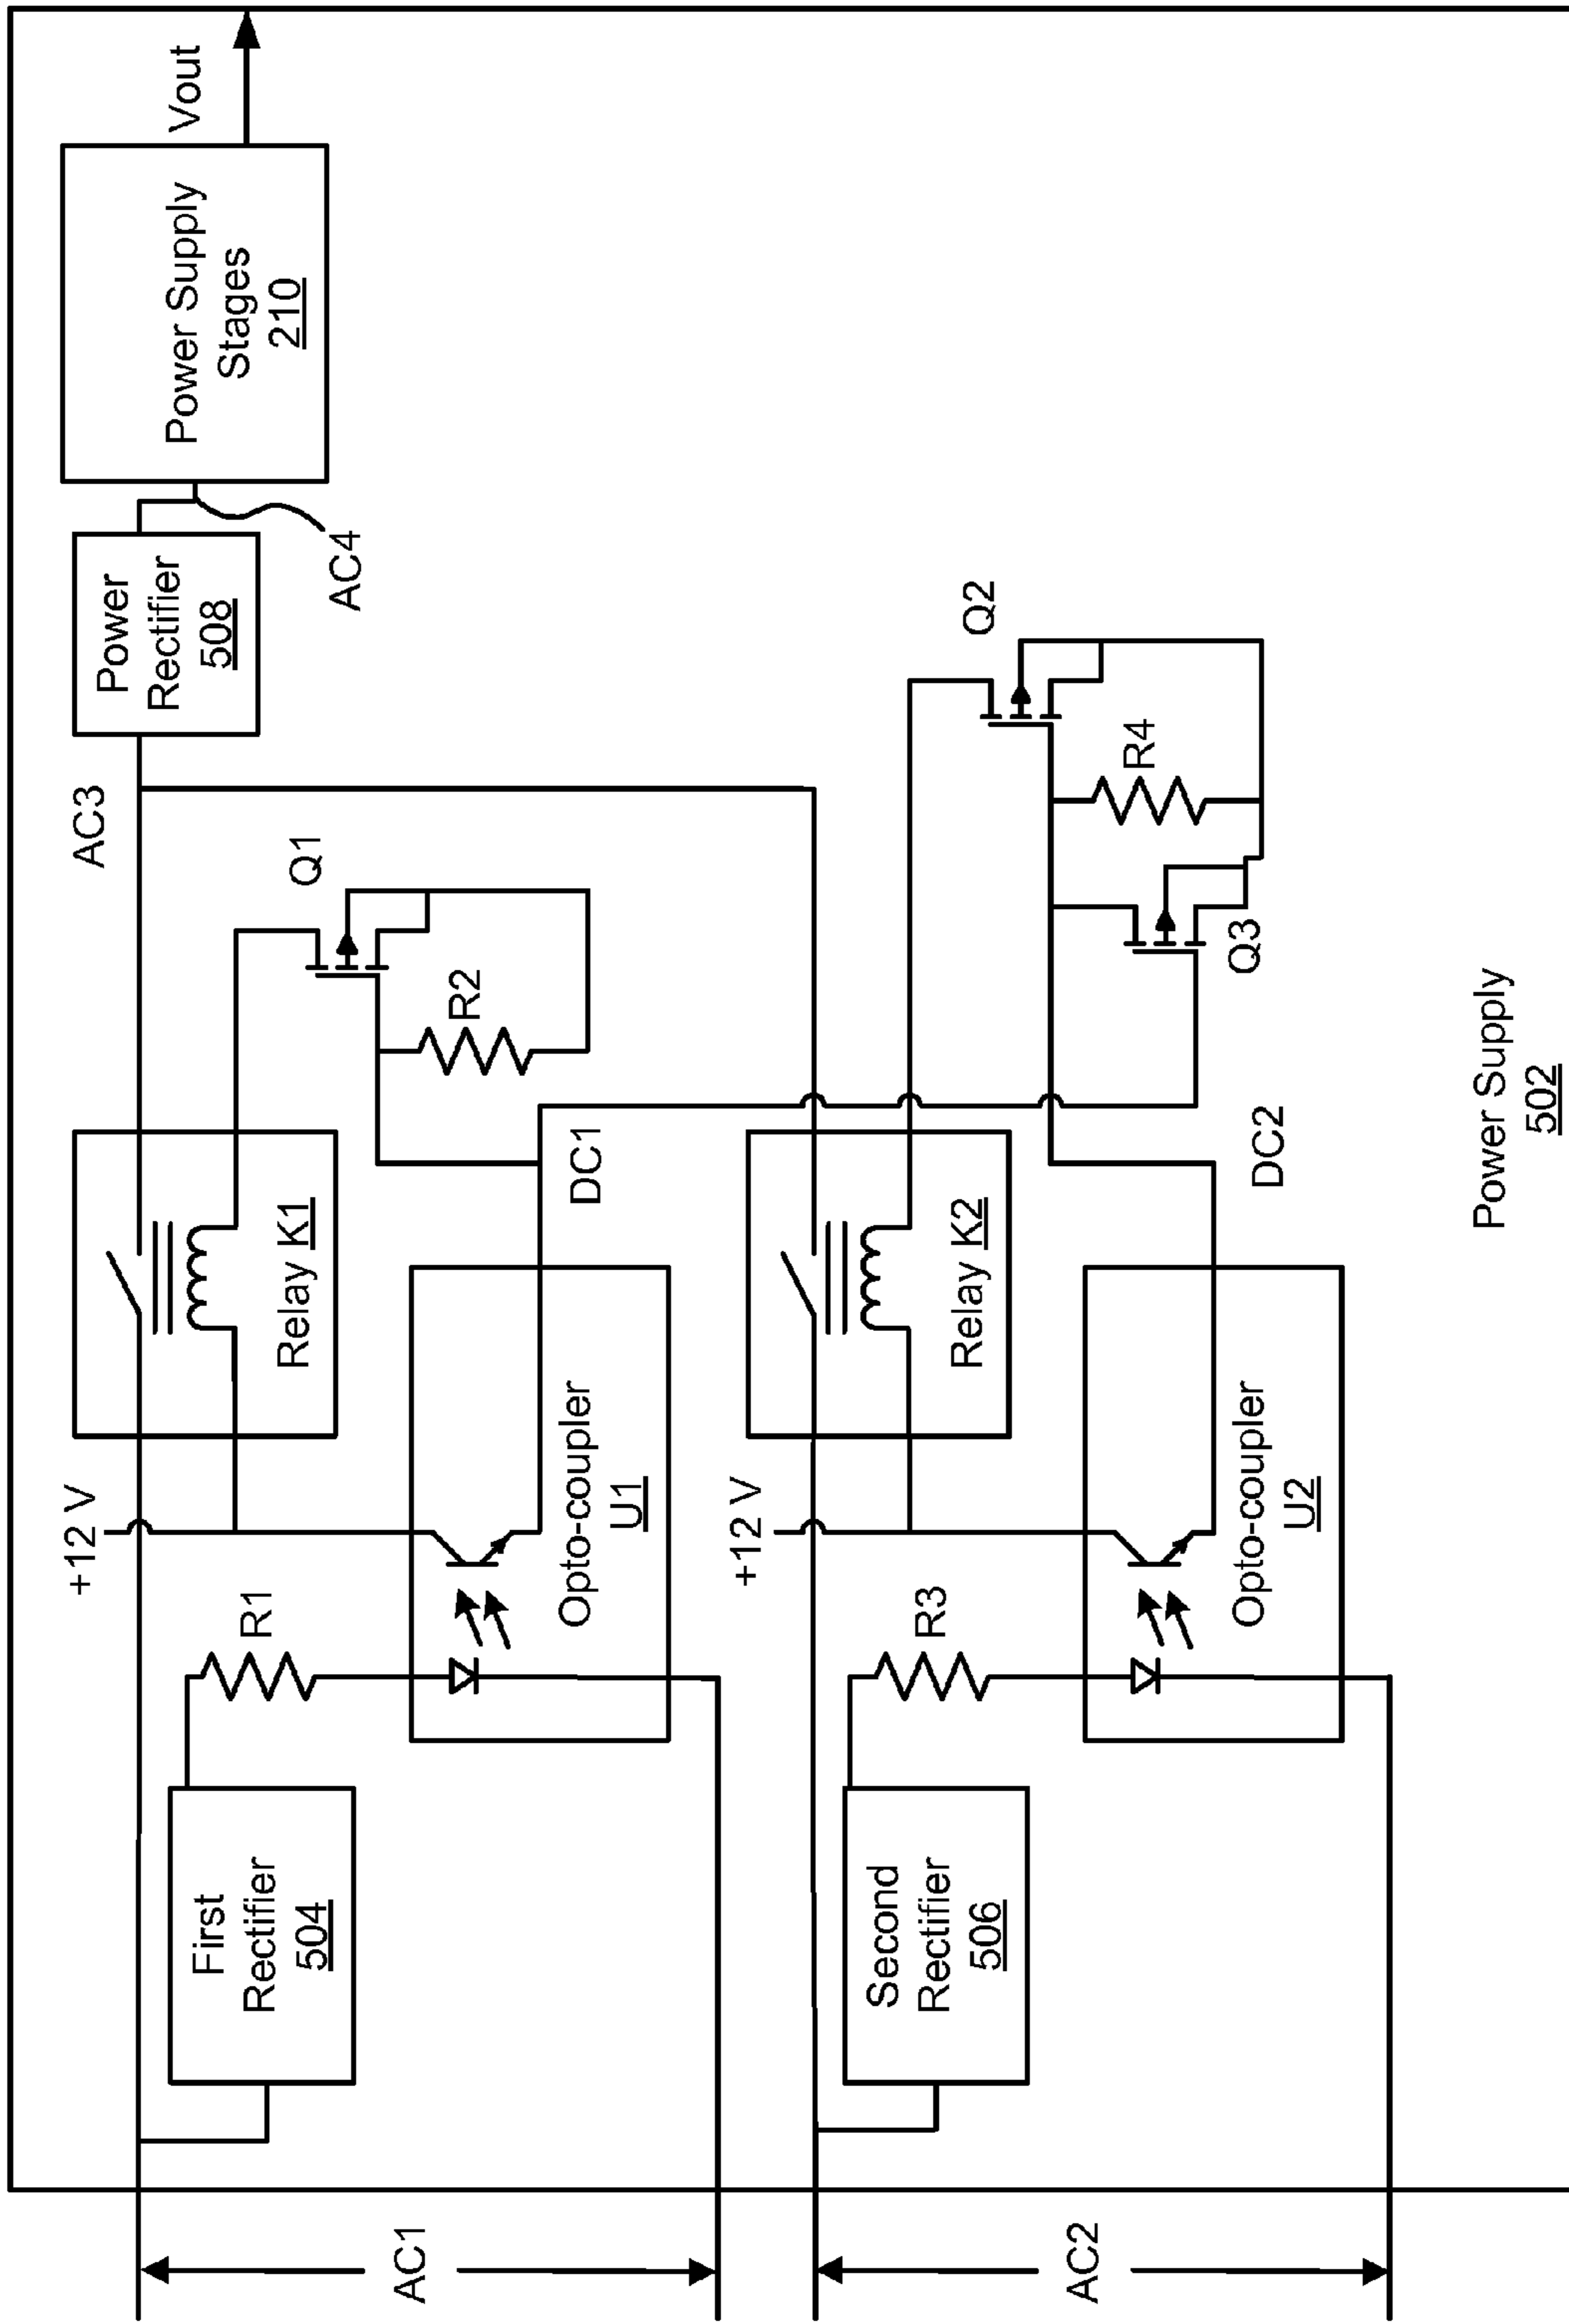 AC1
AC2
First
Rectifier
504
Second
Rectifier
506
R1
R3
+12 V
+12 V
Opto-coupler
U1
Opto-coupler
U2
Relay K1
Relay K2
DC1
DC2
R2
Q1
AC3
Q3
R4
Q2
Power
Rectifier
508
AC4
Power Supply
Stages
210
Vout
Power Supply
502